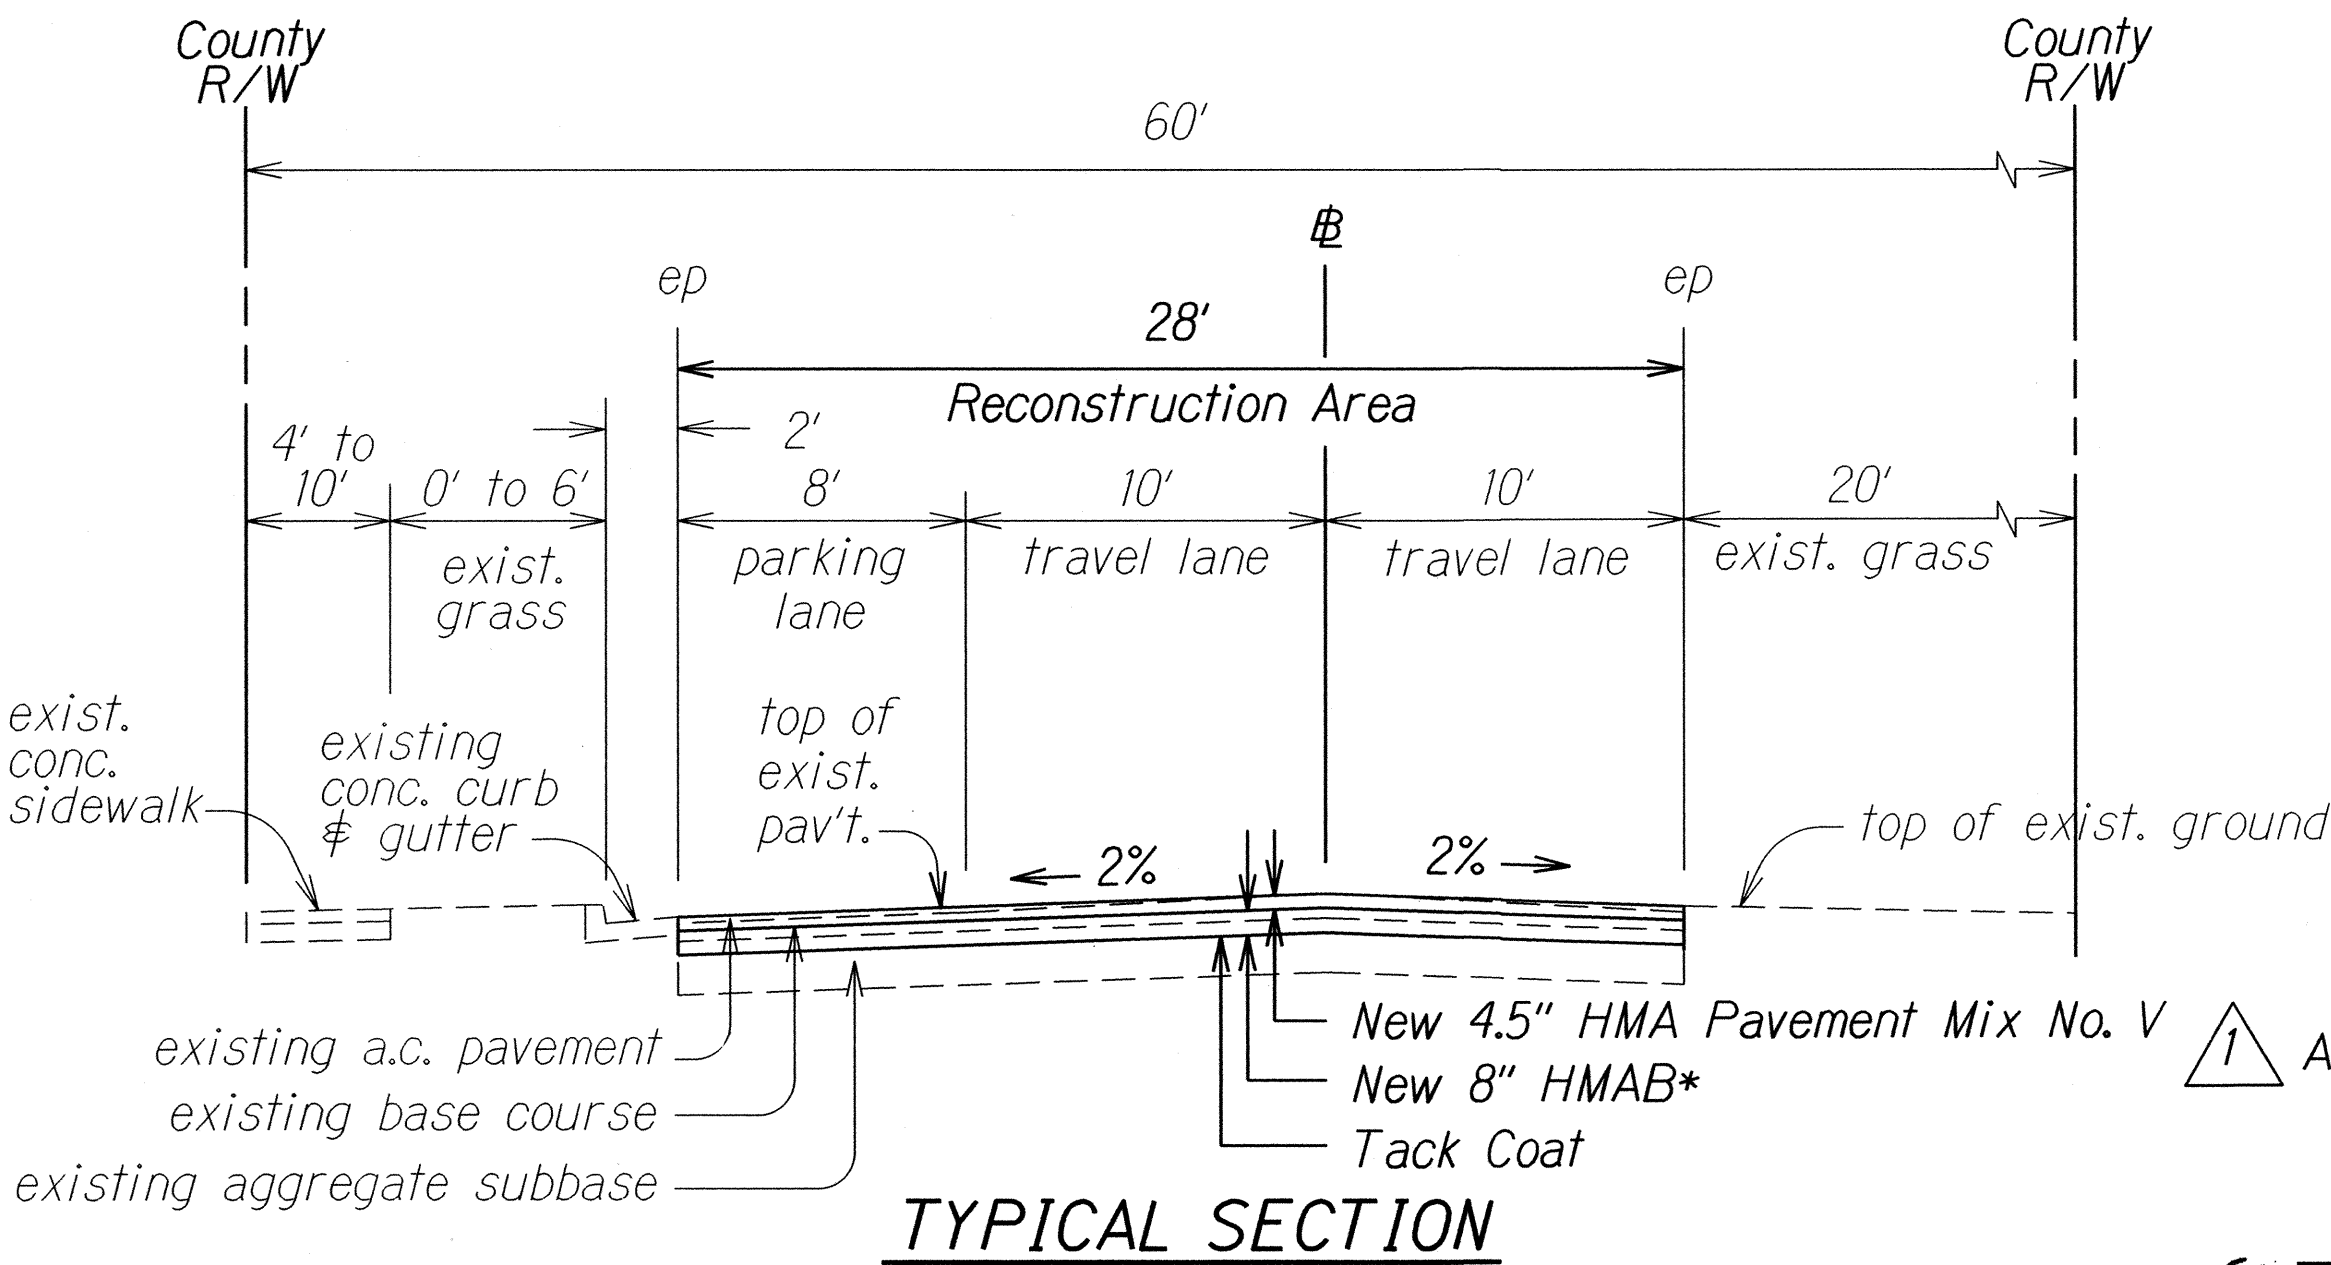 County
R/W
County
R/W
60'
BL
ep
ep
28'
Reconstruction Area
2'
4' to
10'
0' to 6'
8'
10'
10'
20'
exist.
grass
parking
lane
travel lane
travel lane
exist. grass
exist.
conc.
sidewalk
existing
conc. curb
& gutter
top of
exist.
pav't.
2%
2%
top of exist. ground
existing a.c. pavement
existing base course
existing aggregate subbase
New 4.5" HMA Pavement Mix No. V
New 8" HMAB*
Tack Coat
1
A
TYPICAL SECTION